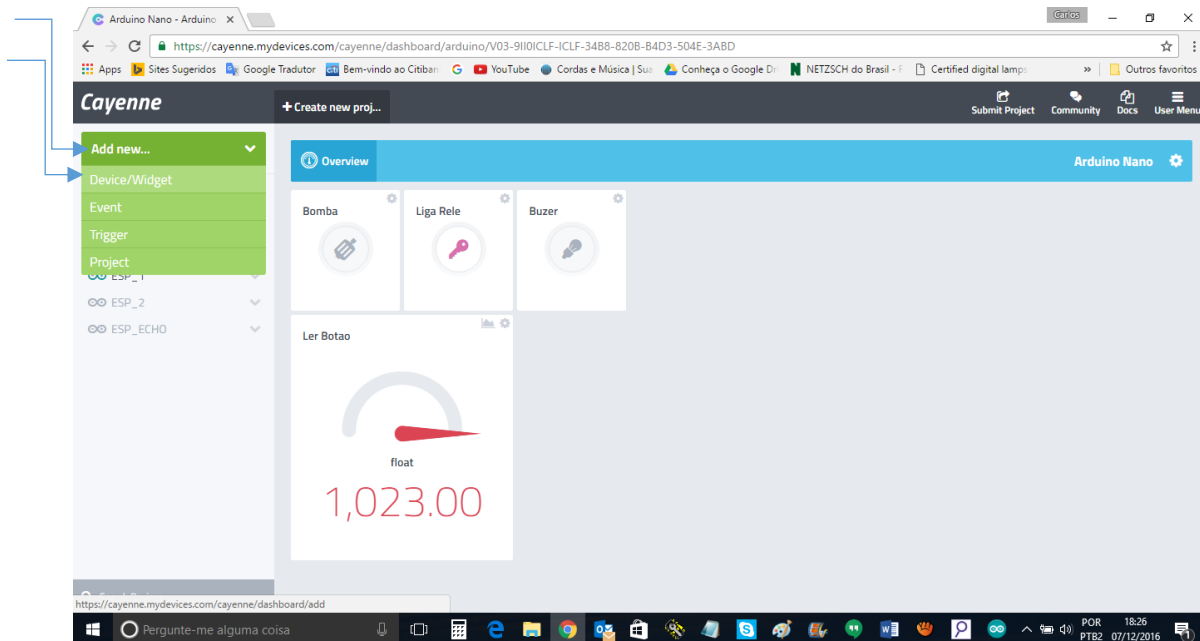 Arduino Nano - Arduino
Carlos
https://cayenne.mydevices.com/cayenne/dashboard/arduino/V03-9II0ICLF-ICLF-34B8-820B-B4D3-504E-3ABD
Apps Sites Sugeridos Google Tradutor citi Bem-vindo ao Citiban YouTube Cordas e Música | Sua Conheça o Google Dri NETZSCH do Brasil - Certified digital lamps » Outros favoritos
Cayenne
+ Create new proj...
Submit Project Community Docs User Menu
Add new...
Device/Widget
Event
Trigger
Project
ESP_1
ESP_2
ESP_ECHO
Overview
Arduino Nano
Bomba Liga Rele Buzer
Ler Botao
float
1,023.00
https://cayenne.mydevices.com/cayenne/dashboard/add
Pergunte-me alguma coisa
POR 18:26
PTB2 07/12/2016